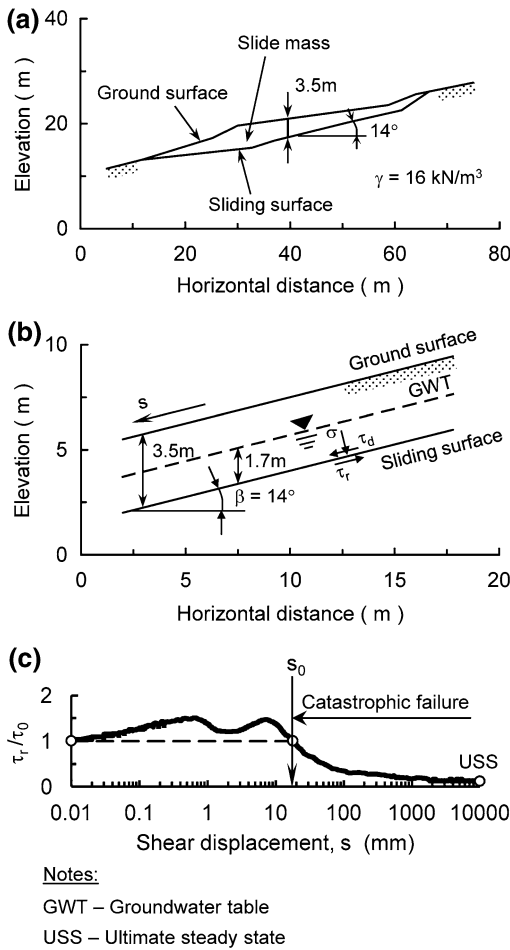 (a)
40
20
0
Elevation ( m )
Slide mass
3.5m
Ground surface
14°
γ = 16 kN/m³
Sliding surface
0 20 40 60 80
Horizontal distance ( m )
(b)
10
5
0
Elevation ( m )
Ground surface
GWT
s
3.5m
1.7m
σ
τd
τr
Sliding surface
β = 14°
0 5 10 15 20
Horizontal distance ( m )
(c)
s₀
Catastrophic failure
2
1
0
τr/τ0
USS
0.01 0.1 1 10 100 1000 10000
Shear displacement, s (mm)
Notes:
GWT – Groundwater table
USS – Ultimate steady state